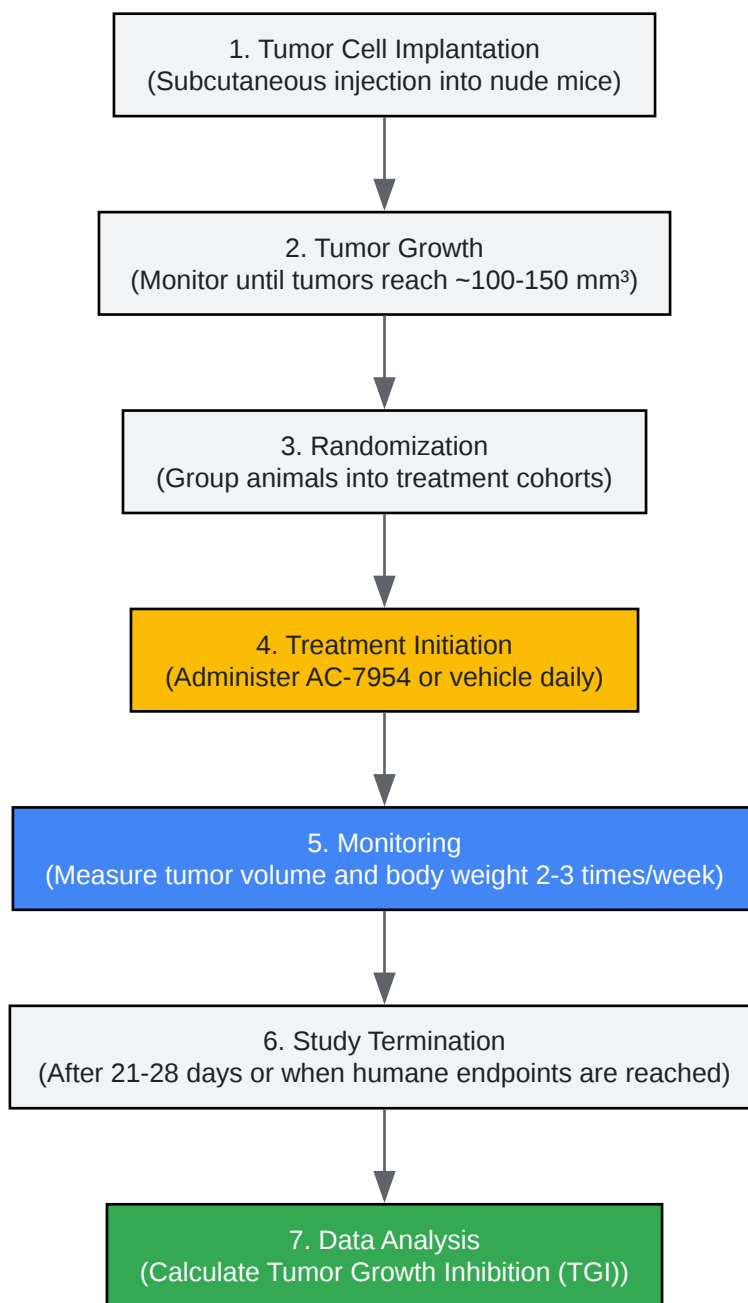 1. Tumor Cell Implantation
(Subcutaneous injection into nude mice)
2. Tumor Growth
(Monitor until tumors reach ~100-150 mm³)
3. Randomization
(Group animals into treatment cohorts)
4. Treatment Initiation
(Administer AC-7954 or vehicle daily)
5. Monitoring
(Measure tumor volume and body weight 2-3 times/week)
6. Study Termination
(After 21-28 days or when humane endpoints are reached)
7. Data Analysis
(Calculate Tumor Growth Inhibition (TGI))